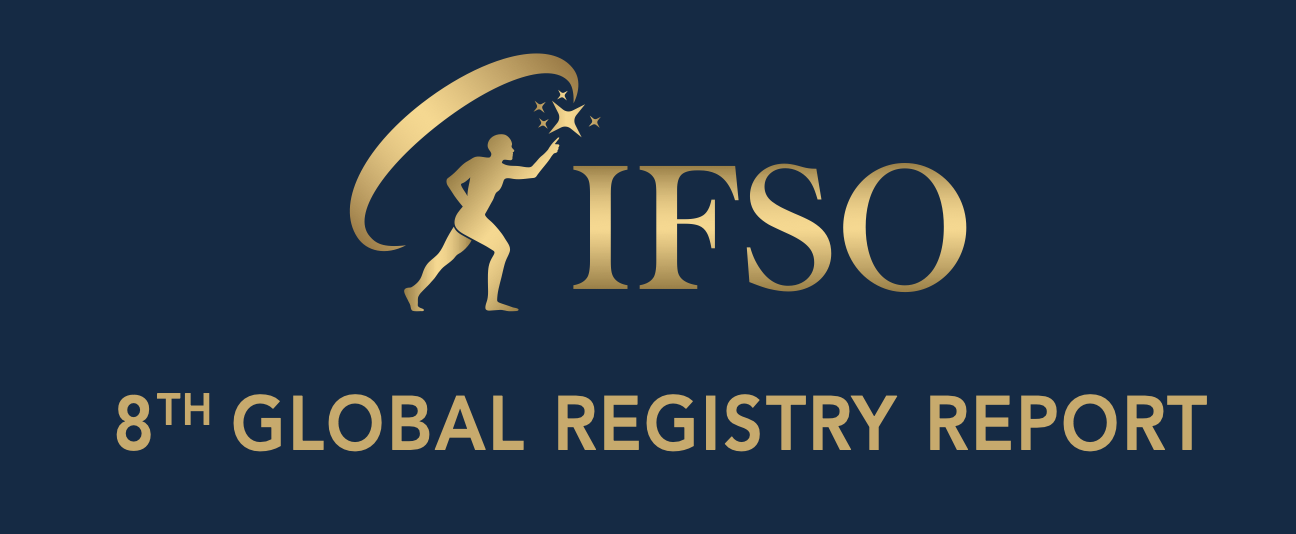 IFSO
8TH GLOBAL REGISTRY REPORT